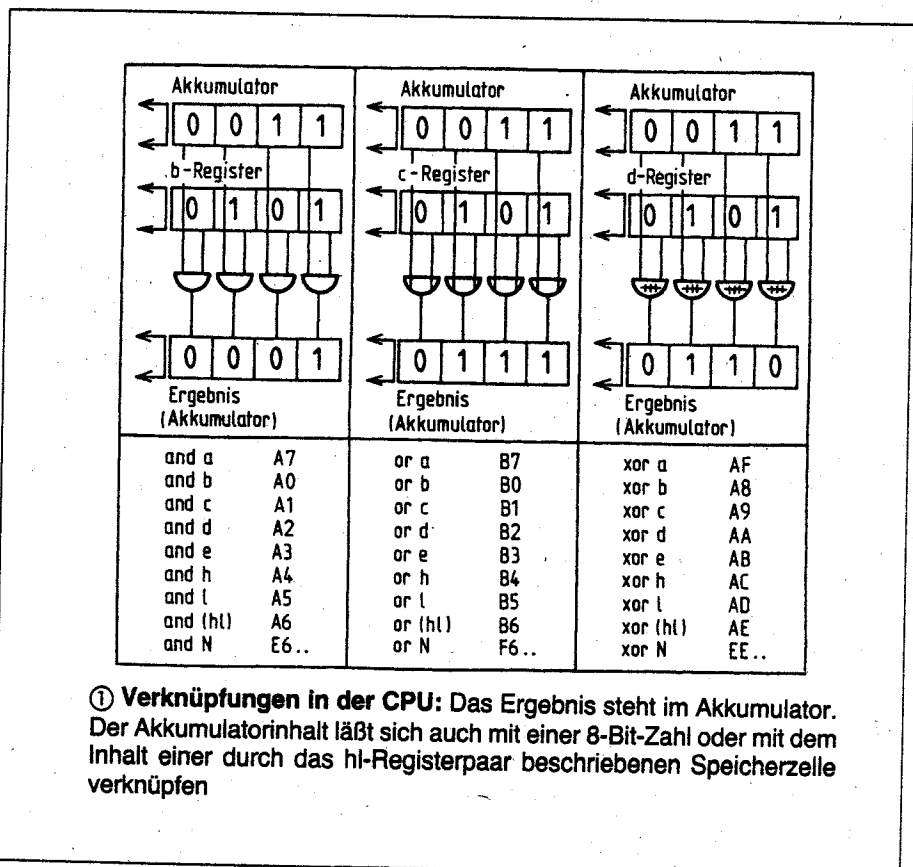 Akkumulator
0 0 1 1
b-Register
0 1 0 1
0 0 0 1
Ergebnis
(Akkumulator)
and a A7
and b A0
and c A1
and d A2
and e A3
and h A4
and l A5
and (hl) A6
and N E6..
Akkumulator
0 0 1 1
c-Register
0 1 0 1
0 1 1 1
Ergebnis
(Akkumulator)
or a B7
or b B0
or c B1
or d B2
or e B3
or h B4
or l B5
or (hl) B6
or N F6..
Akkumulator
0 0 1 1
d-Register
0 1 0 1
0 1 1 0
Ergebnis
(Akkumulator)
xor a AF
xor b A8
xor c A9
xor d AA
xor e AB
xor h AC
xor l AD
xor (hl) AE
xor N EE..
① Verknüpfungen in der CPU: Das Ergebnis steht im Akkumulator.
Der Akkumulatorinhalt läßt sich auch mit einer 8-Bit-Zahl oder mit dem
Inhalt einer durch das hl-Registerpaar beschriebenen Speicherzelle
verknüpfen